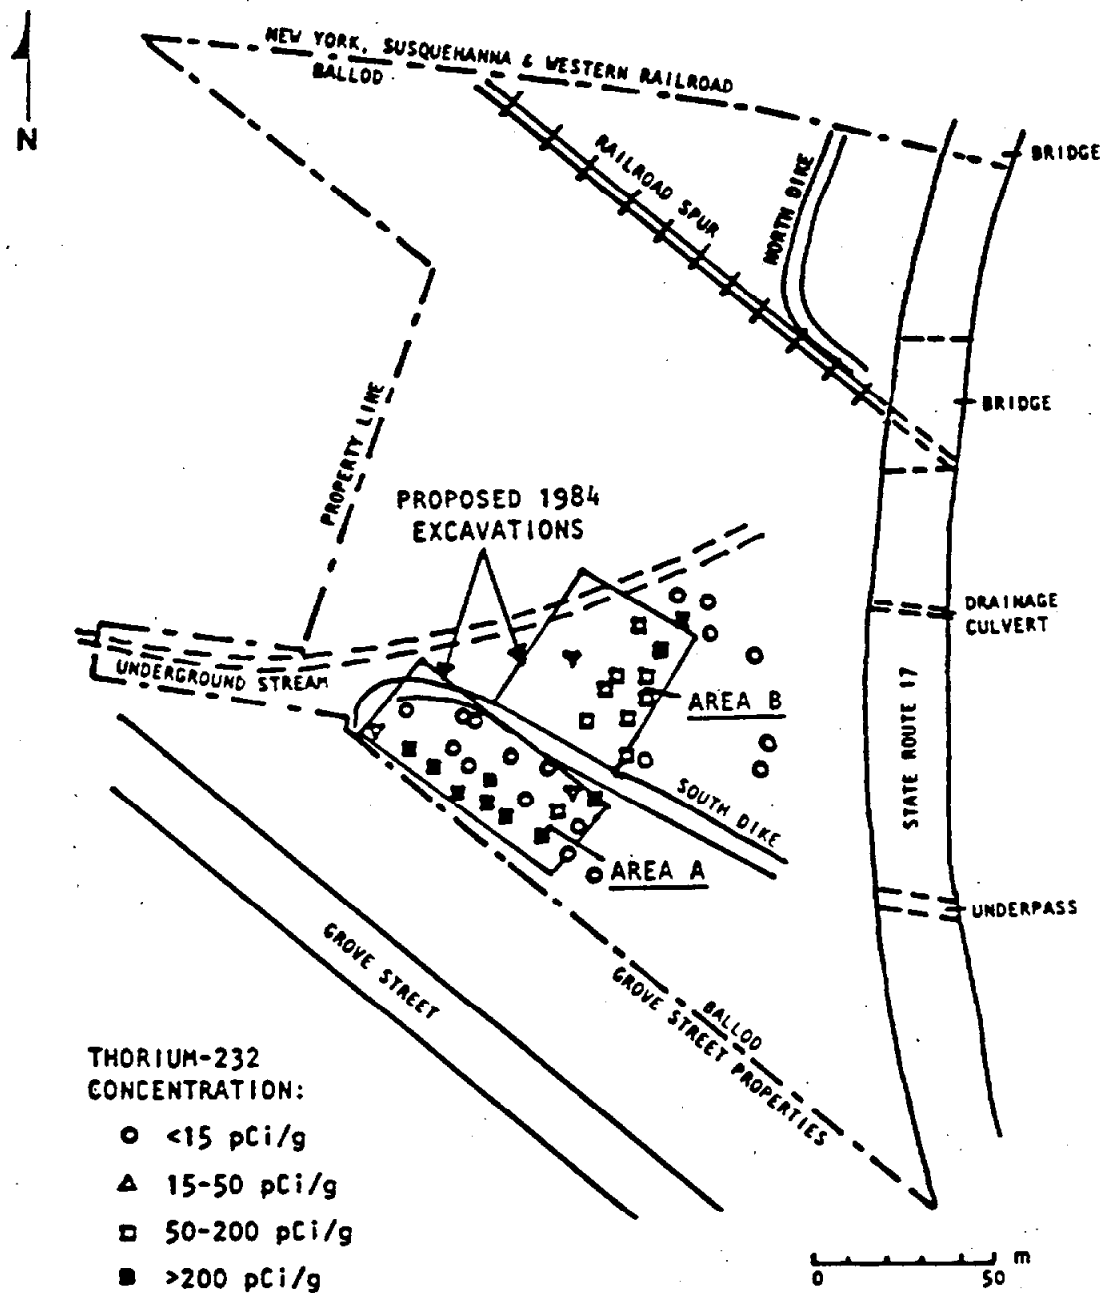 NEW YORK, SUSQUEHANNA & WESTERN RAILROAD
BALLOD
N
RAILROAD SPUR
NORTH DIKE
BRIDGE
BRIDGE
PROPERTY LINE
PROPOSED 1984
EXCAVATIONS
DRAINAGE
CULVERT
UNDERGROUND STREAM
AREA B
STATE ROUTE 17
SOUTH DIKE
AREA A
UNDERPASS
GROVE STREET
BALLOD
GROVE STREET PROPERTIES
THORIUM-232
CONCENTRATION:
<15 pCi/g
15-50 pCi/g
50-200 pCi/g
>200 pCi/g
m
0 50